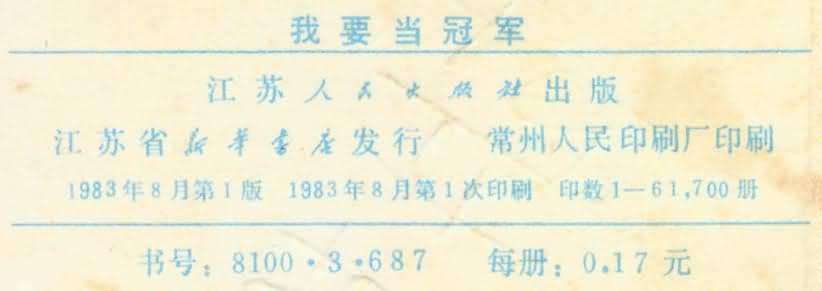 我要当冠军
江苏人民出版社出版
江苏省新华书店发行 常州人民印刷厂印刷
1983年8月第1版 1983年8月第1次印刷 印数1—61,700册
书号：8100·3·687 每册：0.17元